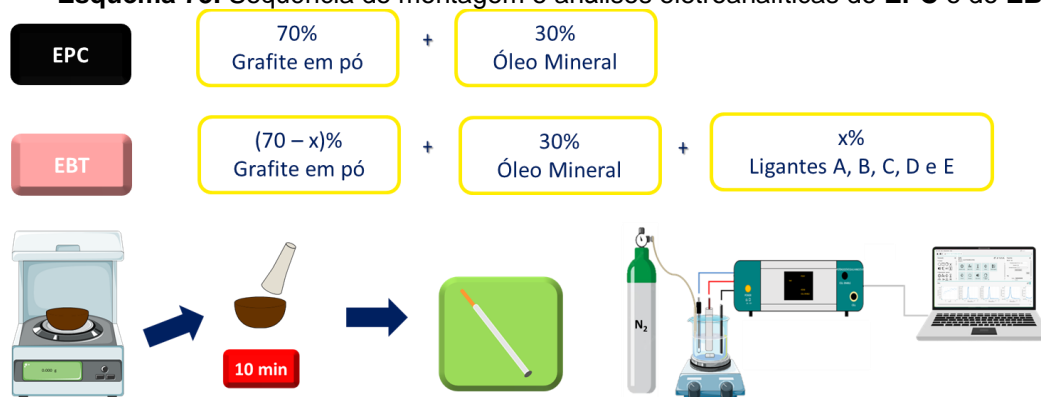 EPC
70%
Grafite em pó
+
30%
Óleo Mineral
EBT
(70 – x)%
Grafite em pó
+
30%
Óleo Mineral
+
x%
Ligantes A, B, C, D e E
10 min
N₂